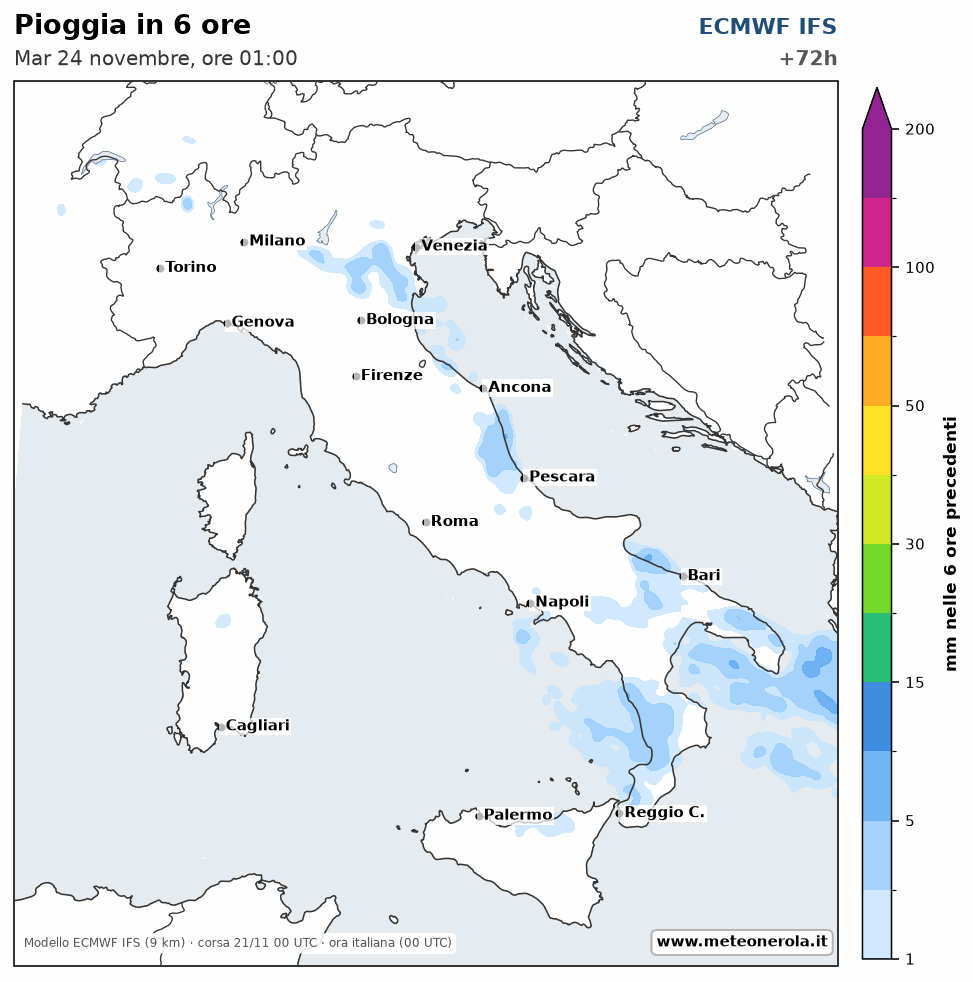 Pioggia in 6 ore
ECMWF IFS
Mar 24 novembre, ore 01:00
+72h
200
100
50
30
15
5
1
mm nelle 6 ore precedenti
Milano
Venezia
Torino
Genova
Bologna
Firenze
Ancona
Pescara
Roma
Bari
Napoli
Cagliari
Palermo
Reggio C.
Modello ECMWF IFS (9 km) · corsa 21/11 00 UTC · ora italiana (00 UTC)
www.meteonerola.it